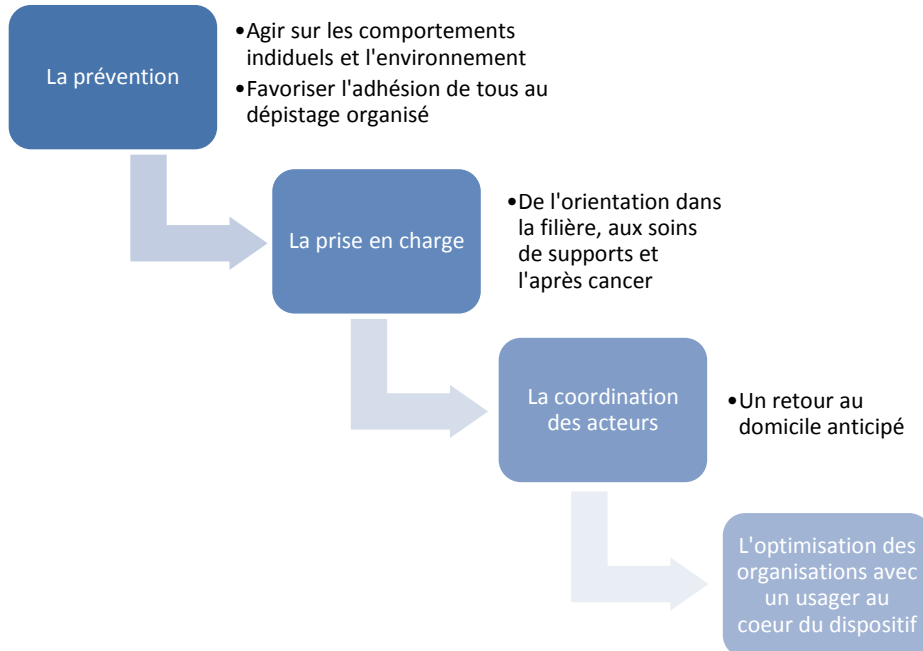 La prévention
•Agir sur les comportements
indiduels et l'environnement
•Favoriser l'adhésion de tous au
dépistage organisé
La prise en charge
•De l'orientation dans
la filière, aux soins
de supports et
l'après cancer
La coordination
des acteurs
•Un retour au
domicile anticipé
L'optimisation des
organisations avec
un usager au
coeur du dispositif